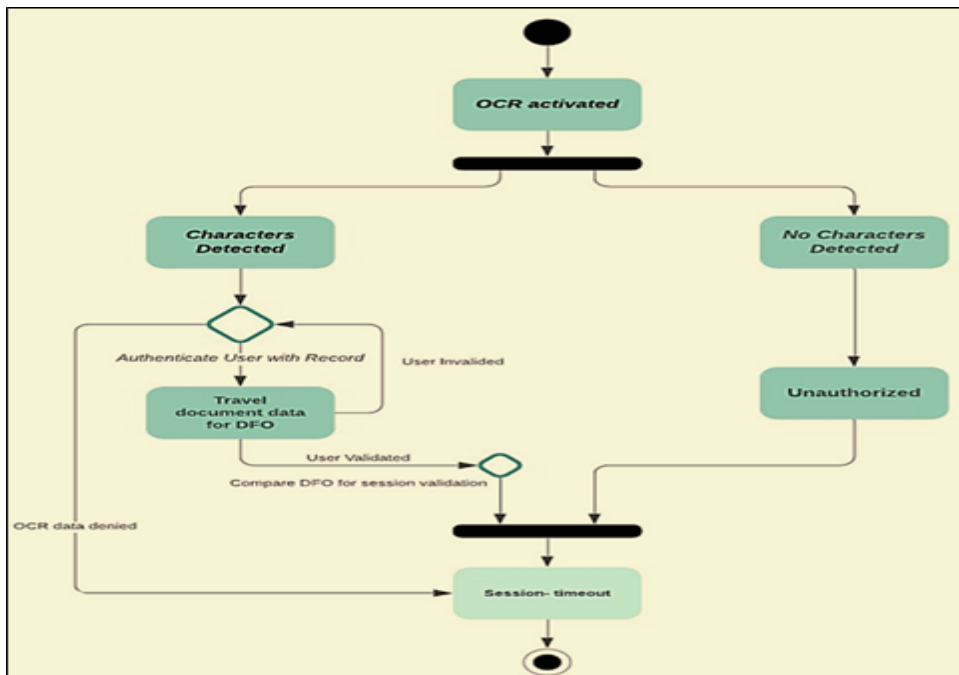 OCR activated
Characters
Detected
No Characters
Detected
Authenticate User with Record
User Invalided
Travel
document data
for DFO
Unauthorized
User Validated
Compare DFO for session validation
OCR data denied
Session- timeout